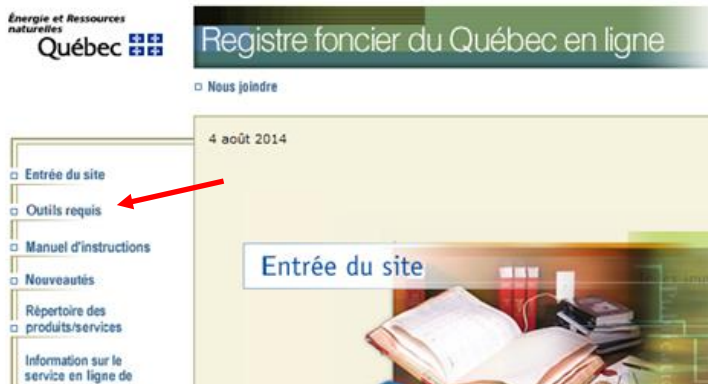 Énergie et Ressources
naturelles
Québec
Registre foncier du Québec en ligne
Nous joindre
4 août 2014
Entrée du site
Outils requis
Manuel d'instructions
Nouveautés
Répertoire des
produits/services
Information sur le
service en ligne de
Entrée du site